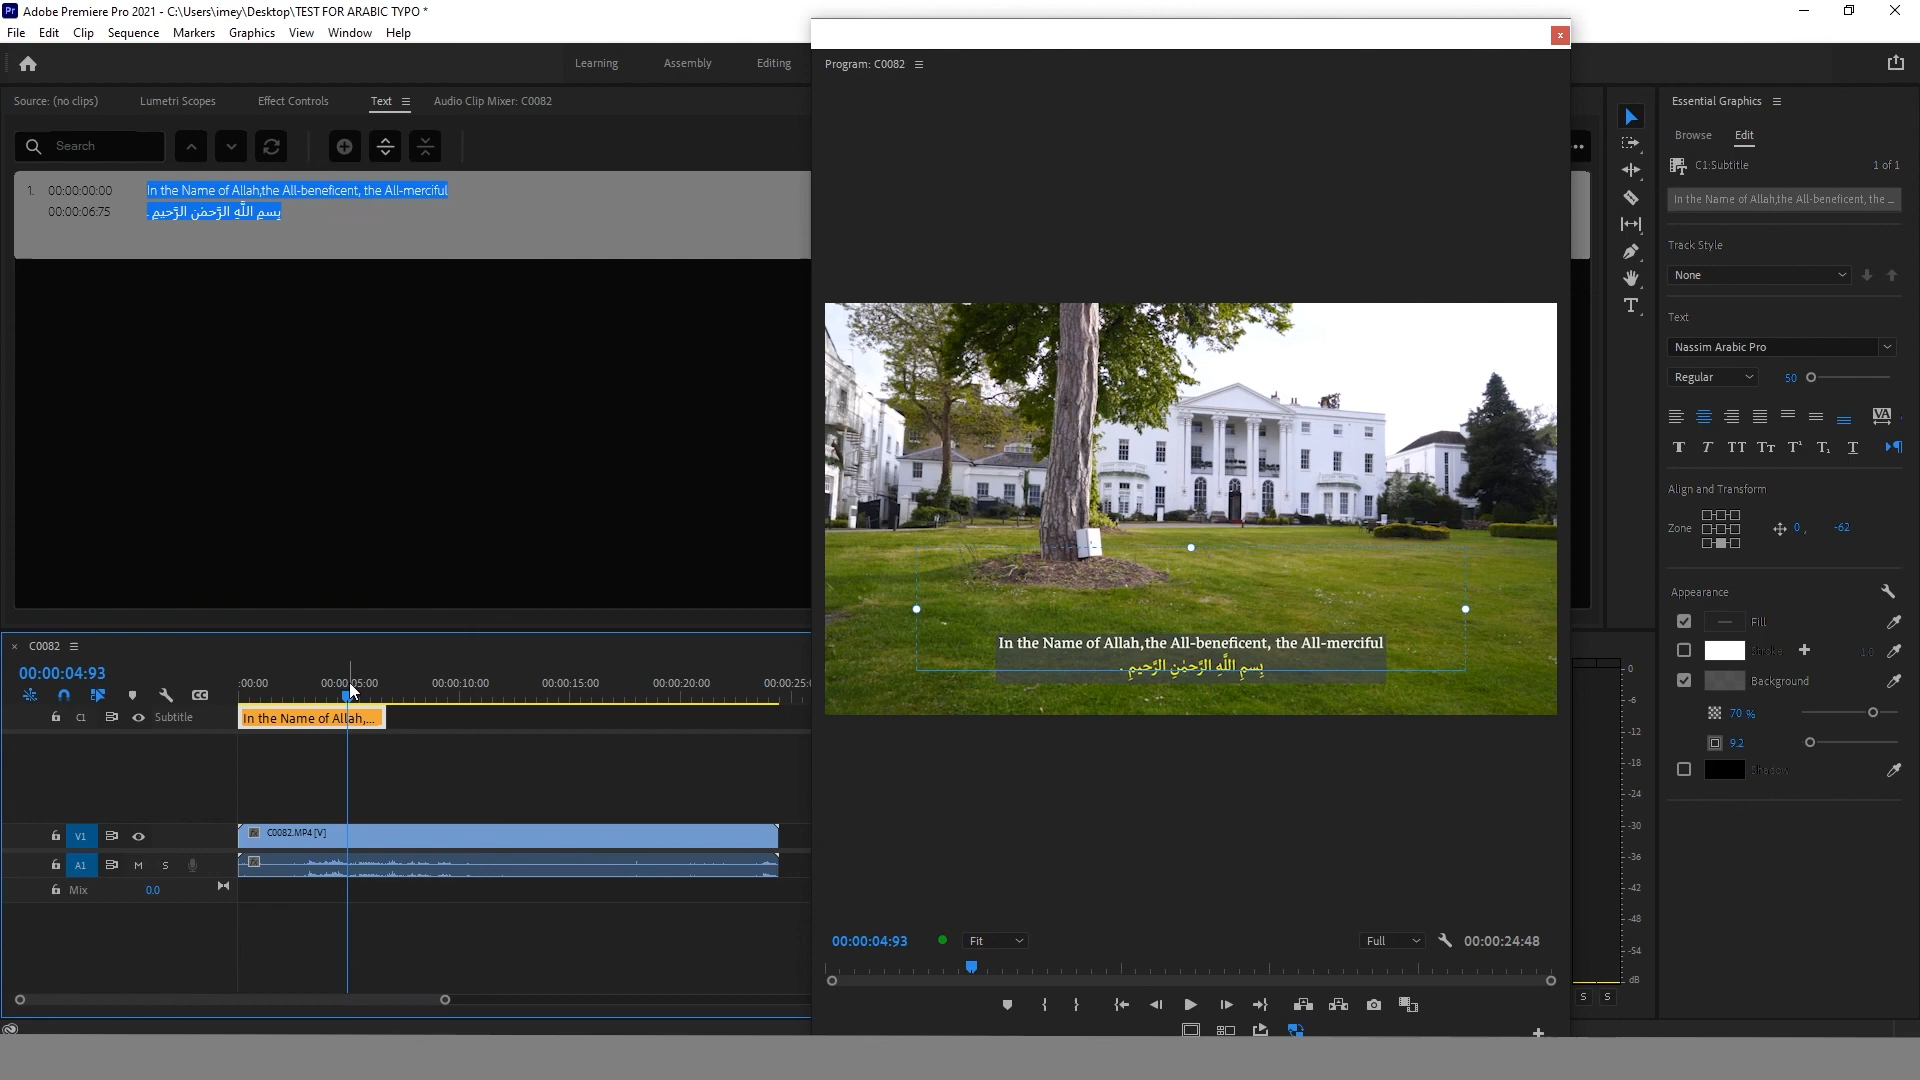 Adobe Premiere Pro 2021 - C:\Users\imey\Desktop\TEST FOR ARABIC TYPO *
File Edit Clip Sequence Markers Graphics View Window Help
Learning Assembly Editing
Source: (no clips) Lumetri Scopes Effect Controls Text Audio Clip Mixer: C0082
Search
1. 00:00:00:00 In the Name of Allah,the All-beneficent, the All-merciful
00:00:06:75 بِسمِ اللَّهِ الرَّحمٰنِ الرَّحيمِ .
Program: C0082
In the Name of Allah,the All-beneficent, the All-merciful
بِسمِ اللَّهِ الرَّحمٰنِ الرَّحيمِ .
00:00:04:93 Fit Full 00:00:24:48
C0082
00:00:04:93
:00:00 00:00:05:00 00:00:10:00 00:00:15:00 00:00:20:00 00:00:25:0
C1 Subtitle In the Name of Allah,...
V1 C0082.MP4 [V]
A1 M S
Mix 0.0
0
-6
-12
-18
-24
-30
-36
-42
-48
-54
dB
S S
Essential Graphics
Browse Edit
C1:Subtitle 1 of 1
In the Name of Allah,the All-beneficent, the ...
Track Style
None
Text
Nassim Arabic Pro
Regular 50
Align and Transform
Zone 0 , -62
Appearance
Fill
Stroke 1.0
Background
70 %
9.2
Shadow